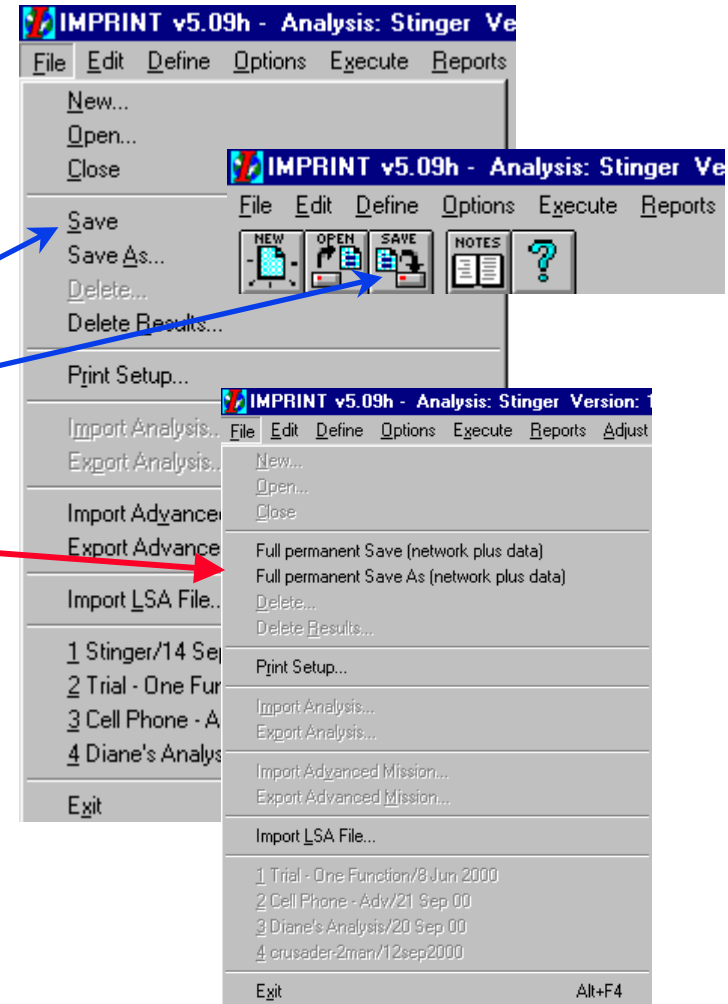 IMPRINT v5.09h - Analysis: Stinger Ve
File Edit Define Options Execute Reports
New...
Open...
Close
Save
Save As...
Delete...
Delete Results...
Print Setup...
Import Analysis..
Export Analysis..
Import Advance
Export Advance
Import LSA File..
1 Stinger/14 Sep
2 Trial - One Fun
3 Cell Phone - A
4 Diane's Analys
Exit
IMPRINT v5.09h - Analysis: Stinger Ve
File Edit Define Options Execute Reports
NEW OPEN SAVE NOTES ?
IMPRINT v5.09h - Analysis: Stinger Version: 1
File Edit Define Options Execute Reports Adjust
New...
Open...
Close
Full permanent Save (network plus data)
Full permanent Save As (network plus data)
Delete...
Delete Results...
Print Setup...
Import Analysis...
Export Analysis...
Import Advanced Mission...
Export Advanced Mission...
Import LSA File...
1 Trial - One Function/8 Jun 2000
2 Cell Phone - Adv/21 Sep 00
3 Diane's Analysis/20 Sep 00
4 crusader-2man/12sep2000
Exit Alt+F4